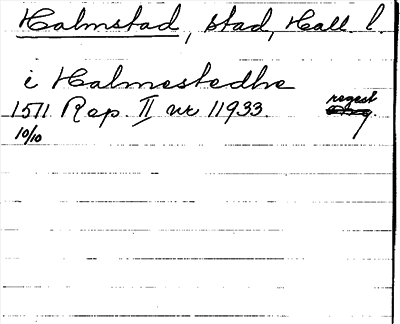 Halmstad, stad, Hall l.
i Halmestedhe
1511 Rep. II nr 11933. regest
10/10